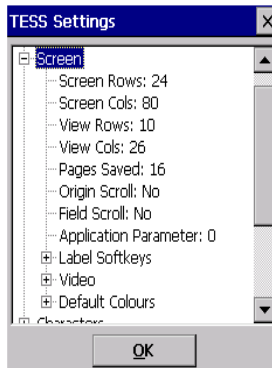 TESS Settings
Screen
Screen Rows: 24
Screen Cols: 80
View Rows: 10
View Cols: 26
Pages Saved: 16
Origin Scroll: No
Field Scroll: No
Application Parameter: 0
Label Softkeys
Video
Default Colours
Characters
OK